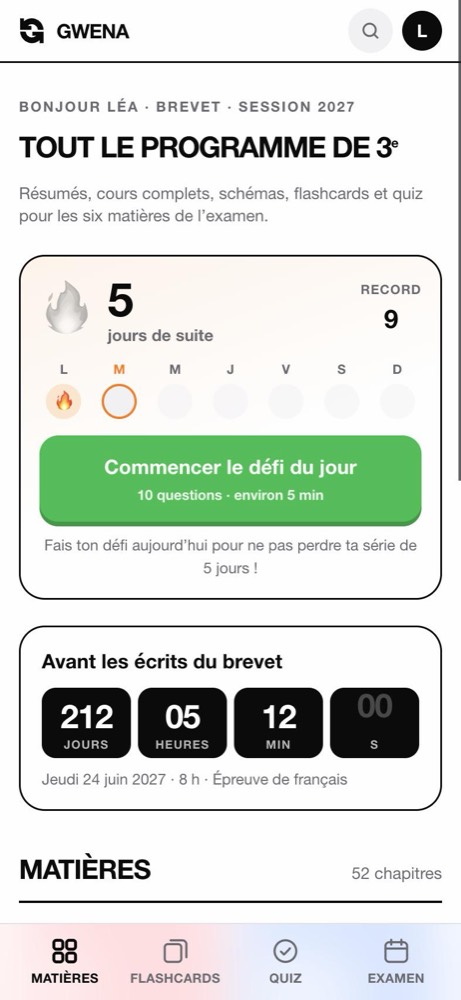 GWENA
L
BONJOUR LÉA · BREVET · SESSION 2027
TOUT LE PROGRAMME DE 3e
Résumés, cours complets, schémas, flashcards et quiz
pour les six matières de l’examen.
5
jours de suite
RECORD
9
L M M J V S D
Commencer le défi du jour
10 questions · environ 5 min
Fais ton défi aujourd’hui pour ne pas perdre ta série de
5 jours !
Avant les écrits du brevet
212 05 12 00
JOURS HEURES MIN S
Jeudi 24 juin 2027 · 8 h · Épreuve de français
MATIÈRES
52 chapitres
MATIÈRES FLASHCARDS QUIZ EXAMEN